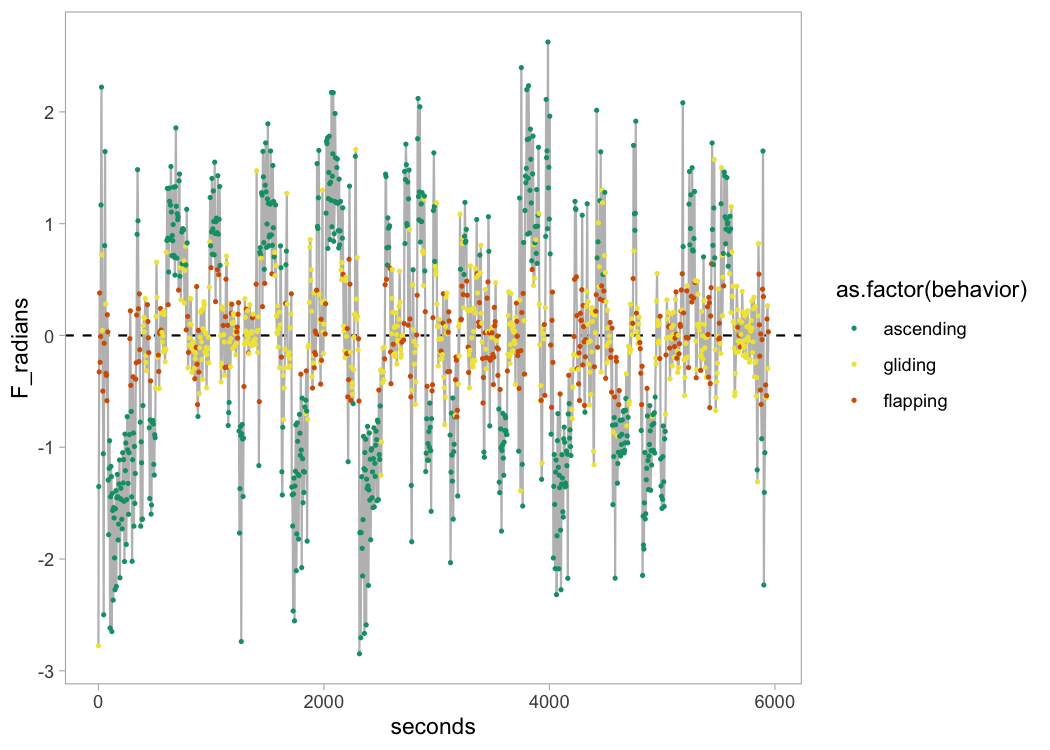 F_radians
2
1
0
-1
-2
-3
0
2000
4000
6000
seconds
as.factor(behavior)
ascending
gliding
flapping